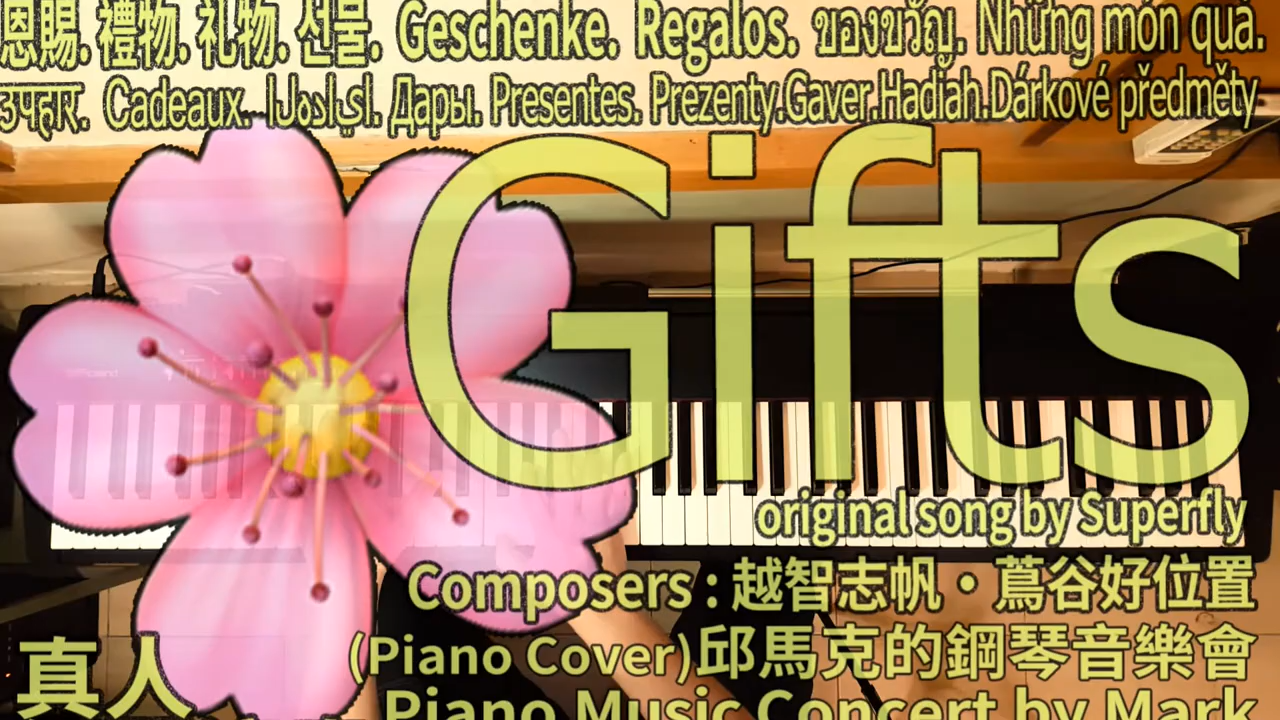 恩賜. 禮物. 礼物. 선물. Geschenke. Regalos. ของขวัญ. Những món quà.
उपहार. Cadeaux. الهدايا. Дары. Presentes. Prezenty.Gaver.Hadiah.Dárkové předměty
Gifts
original song by Superfly
Composers : 越智志帆・蔦谷好位置
(Piano Cover)邱馬克的鋼琴音樂會
真人
Piano Music Concert by Mark
Roland